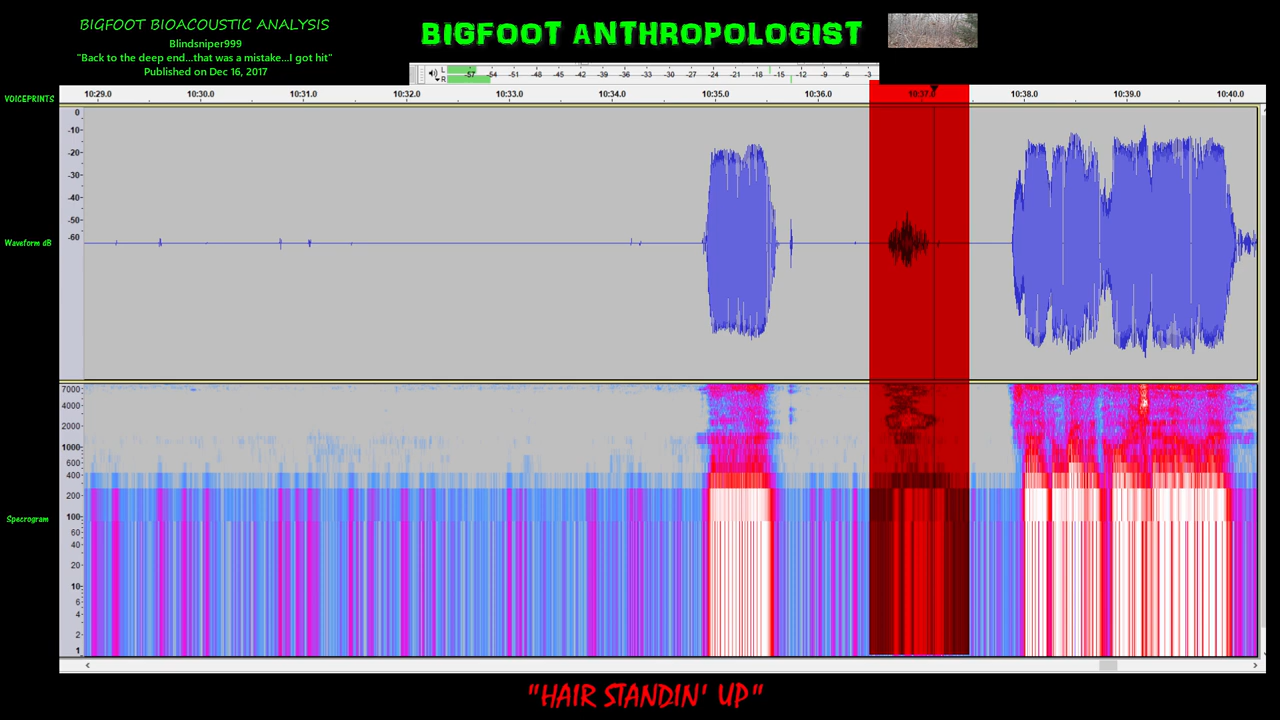 BIGFOOT BIOACOUSTIC ANALYSIS
Blindsniper999
"Back to the deep end...that was a mistake...I got hit"
Published on Dec 16, 2017
BIGFOOT ANTHROPOLOGIST
L
R
-57 -54 -51 -48 -45 -42 -39 -36 -33 -30 -27 -24 -21 -18 -15 -12 -9 -6 -3
VOICEPRINTS
10:29.0 10:30.0 10:31.0 10:32.0 10:33.0 10:34.0 10:35.0 10:36.0 10:37.0 10:38.0 10:39.0 10:40.0
0
-10
-20
-30
-40
-50
-60
Waveform dB
7000
4000
2000
1000
600
400
200
100
60
40
20
10
6
4
2
1
Specrogram
"HAIR STANDIN' UP"